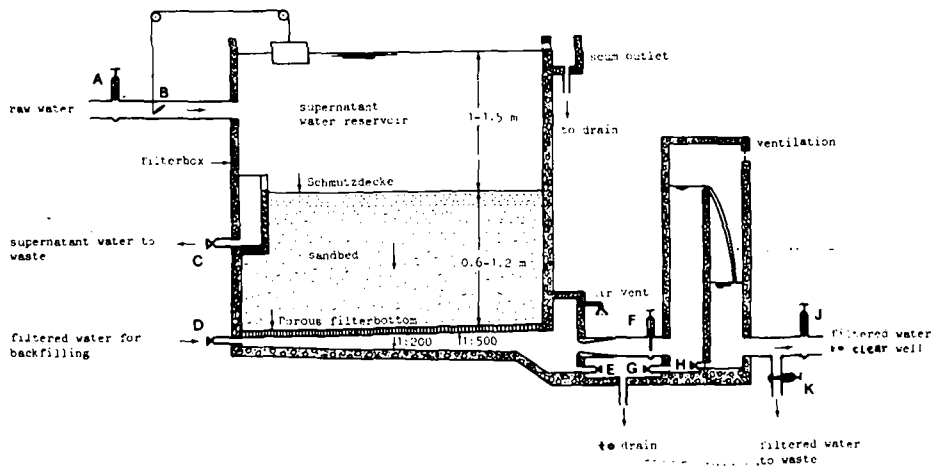 scum outlet
A
B
raw water
supernatant
water reservoir
1-1.5 m
to drain
ventilation
filterbox
Schmutzdecke
supernatant water to
waste
C
sandbed
0.6-1.2 m
air vent
D
Porous filterbottom
F
J
filtered water for
backfilling
1:200
1:500
filtered water
to clear well
E
G
H
K
to drain
filtered water
to waste